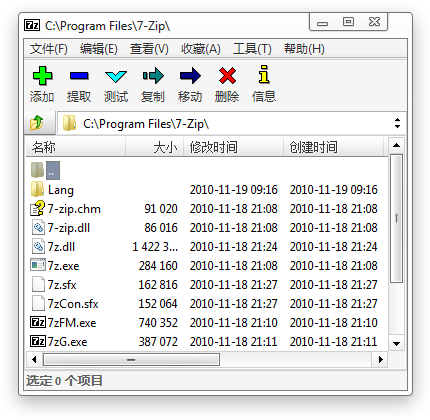 7z C:\Program Files\7-Zip\
文件(F) 编辑(E) 查看(V) 收藏(A) 工具(T) 帮助(H)
添加 提取 测试 复制 移动 删除 信息
C:\Program Files\7-Zip\
名称 大小 修改时间 创建时间
..
Lang 2010-11-19 09:16 2010-11-19 09:16
7-zip.chm 91 020 2010-11-18 21:08 2010-11-18 21:08
7-zip.dll 86 016 2010-11-18 21:08 2010-11-18 21:08
7z.dll 1 422 3... 2010-11-18 21:24 2010-11-18 21:24
7z.exe 284 160 2010-11-18 21:08 2010-11-18 21:08
7z.sfx 162 816 2010-11-18 21:27 2010-11-18 21:27
7zCon.sfx 152 064 2010-11-18 21:27 2010-11-18 21:27
7z 7zFM.exe 740 352 2010-11-18 21:10 2010-11-18 21:10
7z 7zG.exe 387 072 2010-11-18 21:11 2010-11-18 21:11
选定 0 个项目